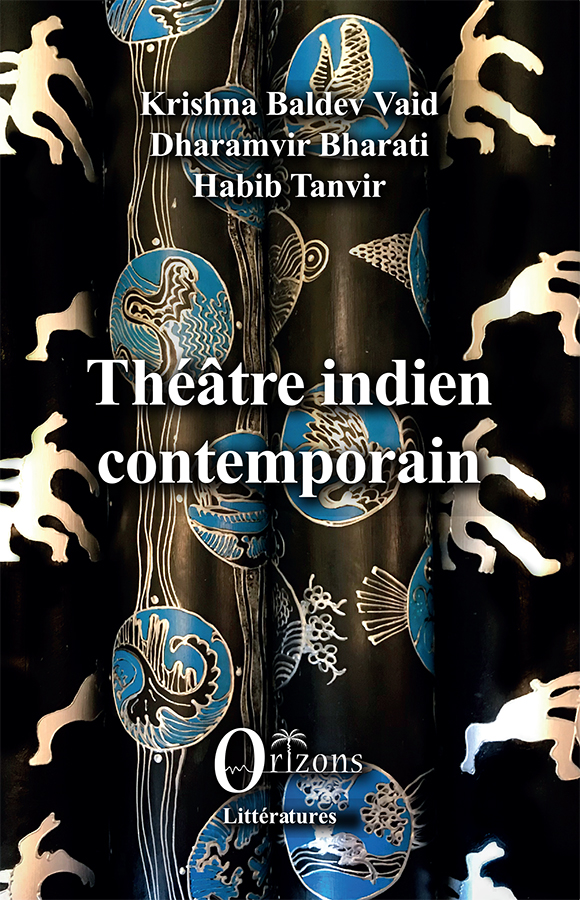 Krishna Baldev Vaid
Dharamvir Bharati
Habib Tanvir
Théâtre indien
contemporain
Orizons
Littératures